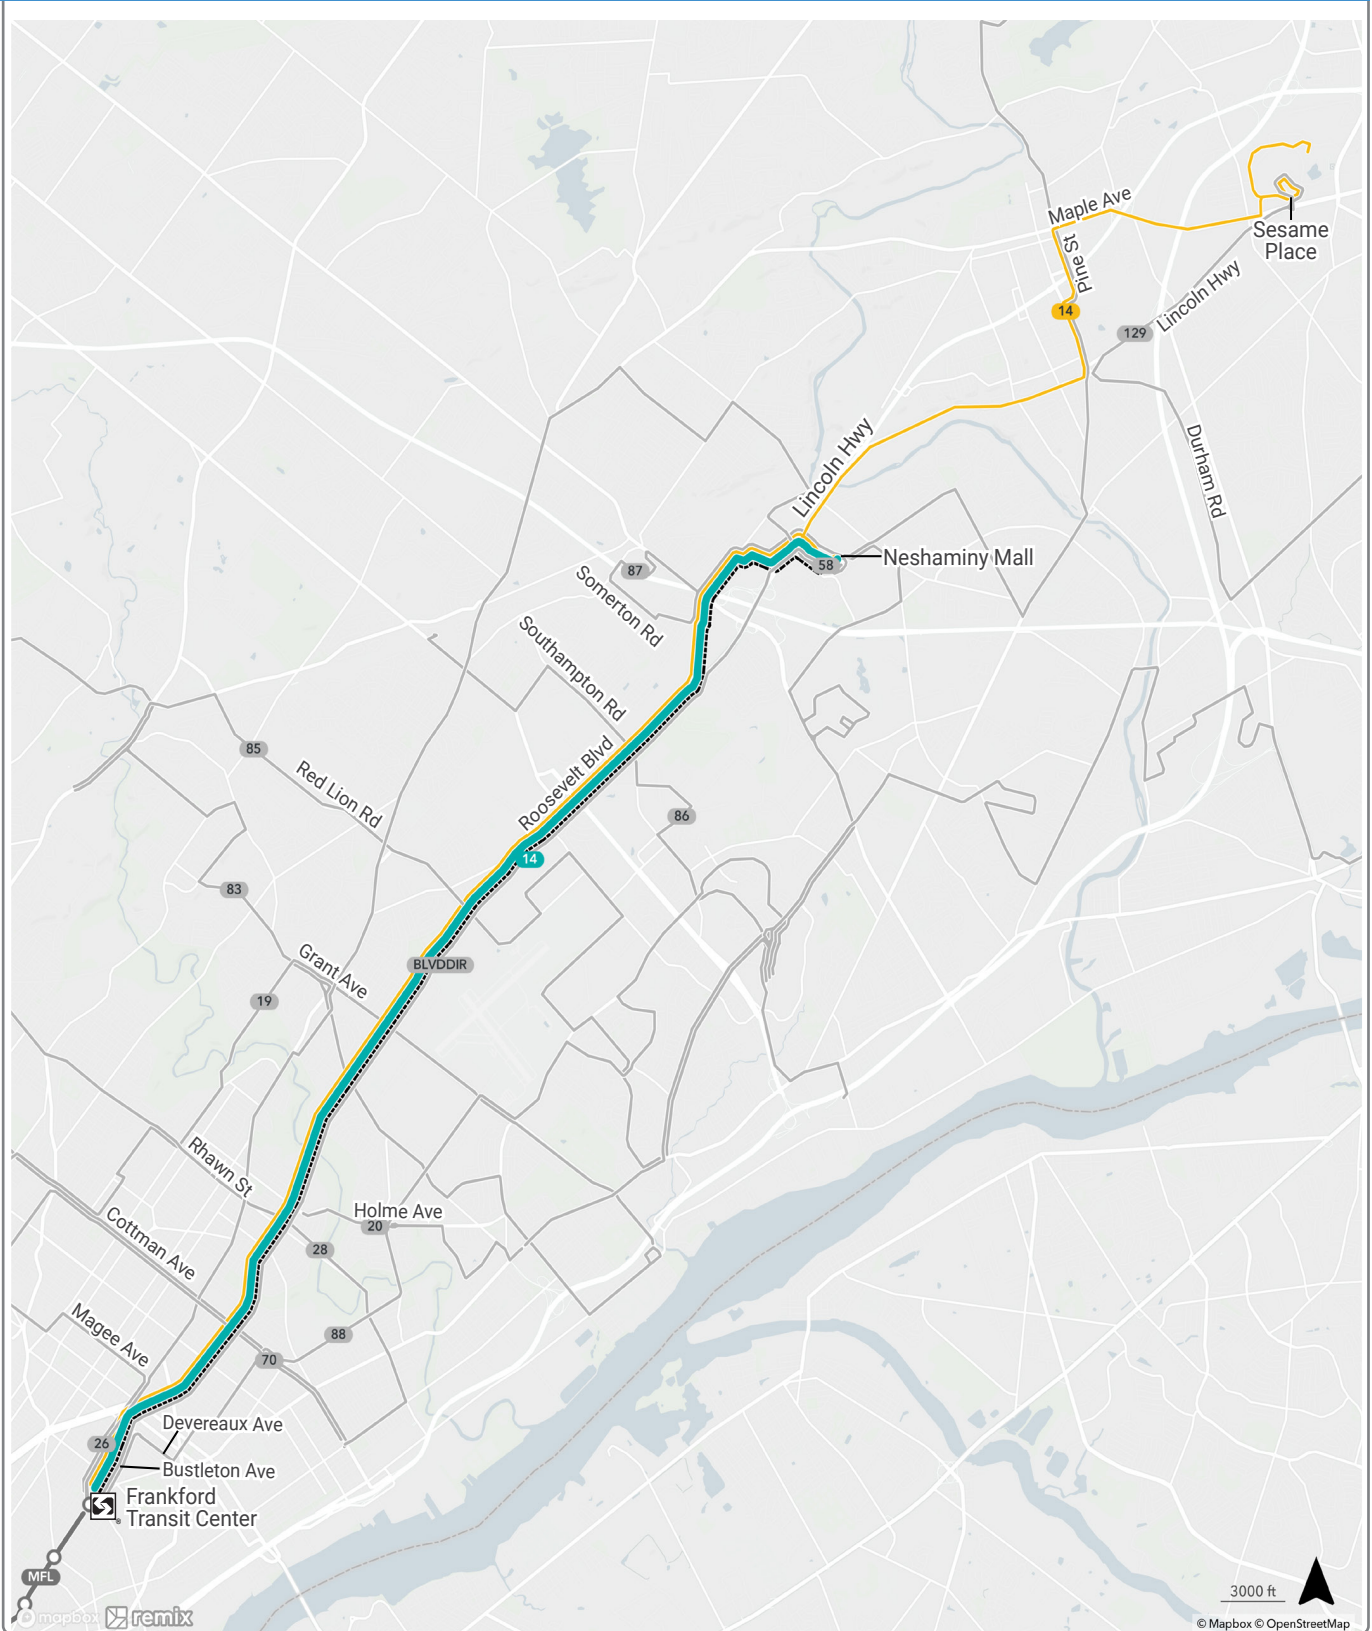 Maple Ave
Sesame
Place
Pine St
Lincoln Hwy
14
129
Lincoln Hwy
Durham Rd
Neshaminy Mall
58
87
Somerton Rd
Southampton Rd
Roosevelt Blvd
85
Red Lion Rd
86
14
83
BLVDDIR
Grant Ave
19
Rhawn St
Holme Ave
20
Cottman Ave
28
88
Magee Ave
70
Devereaux Ave
26
Bustleton Ave
Frankford
Transit Center
MFL
3000 ft
mapbox remix
© Mapbox © OpenStreetMap